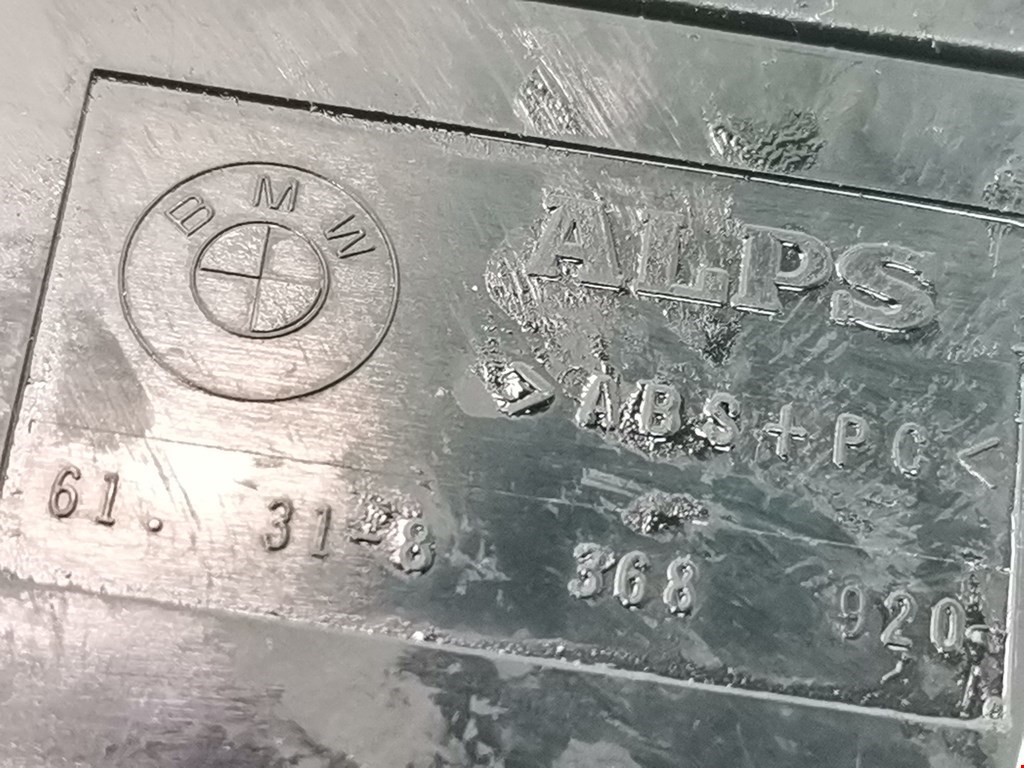 BMW
ALPS
>ABS+PC<
61. 31-8 368 920